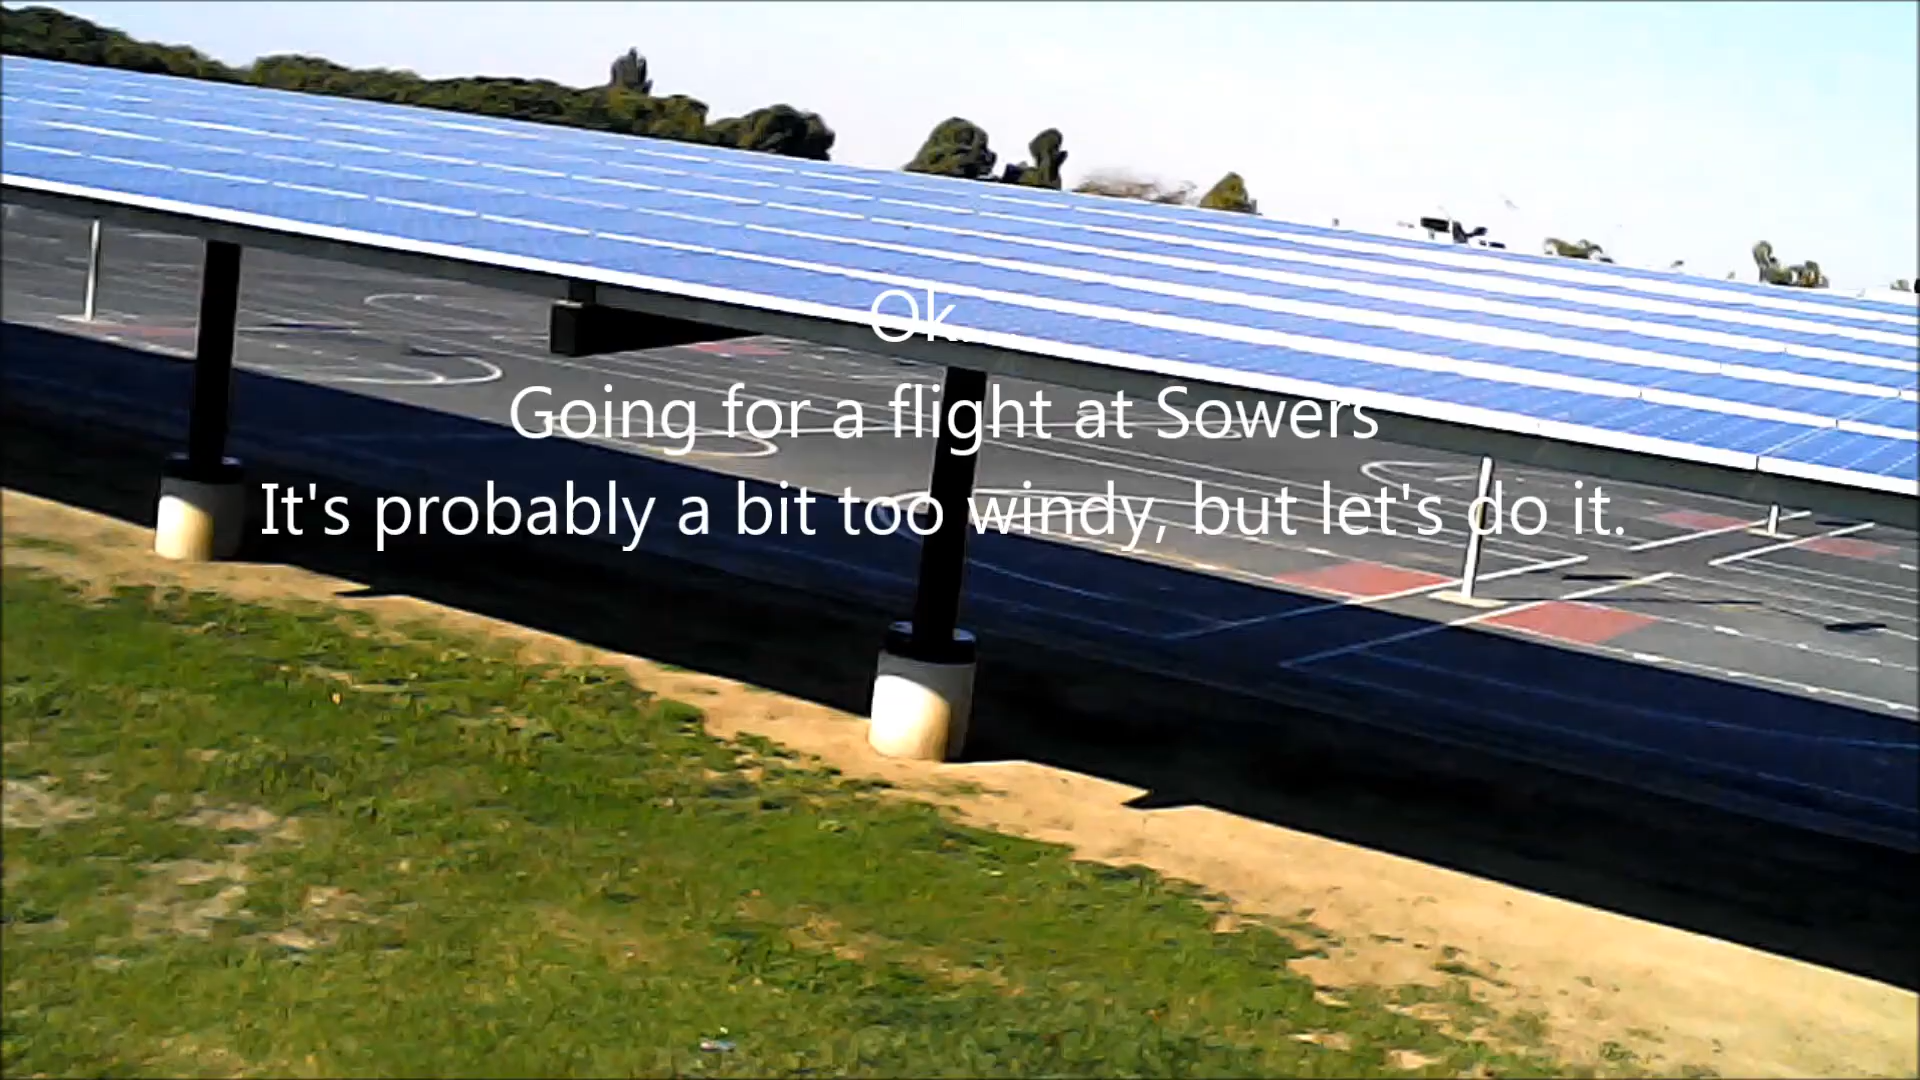 Ok...
Going for a flight at Sowers
It's probably a bit too windy, but let's do it.